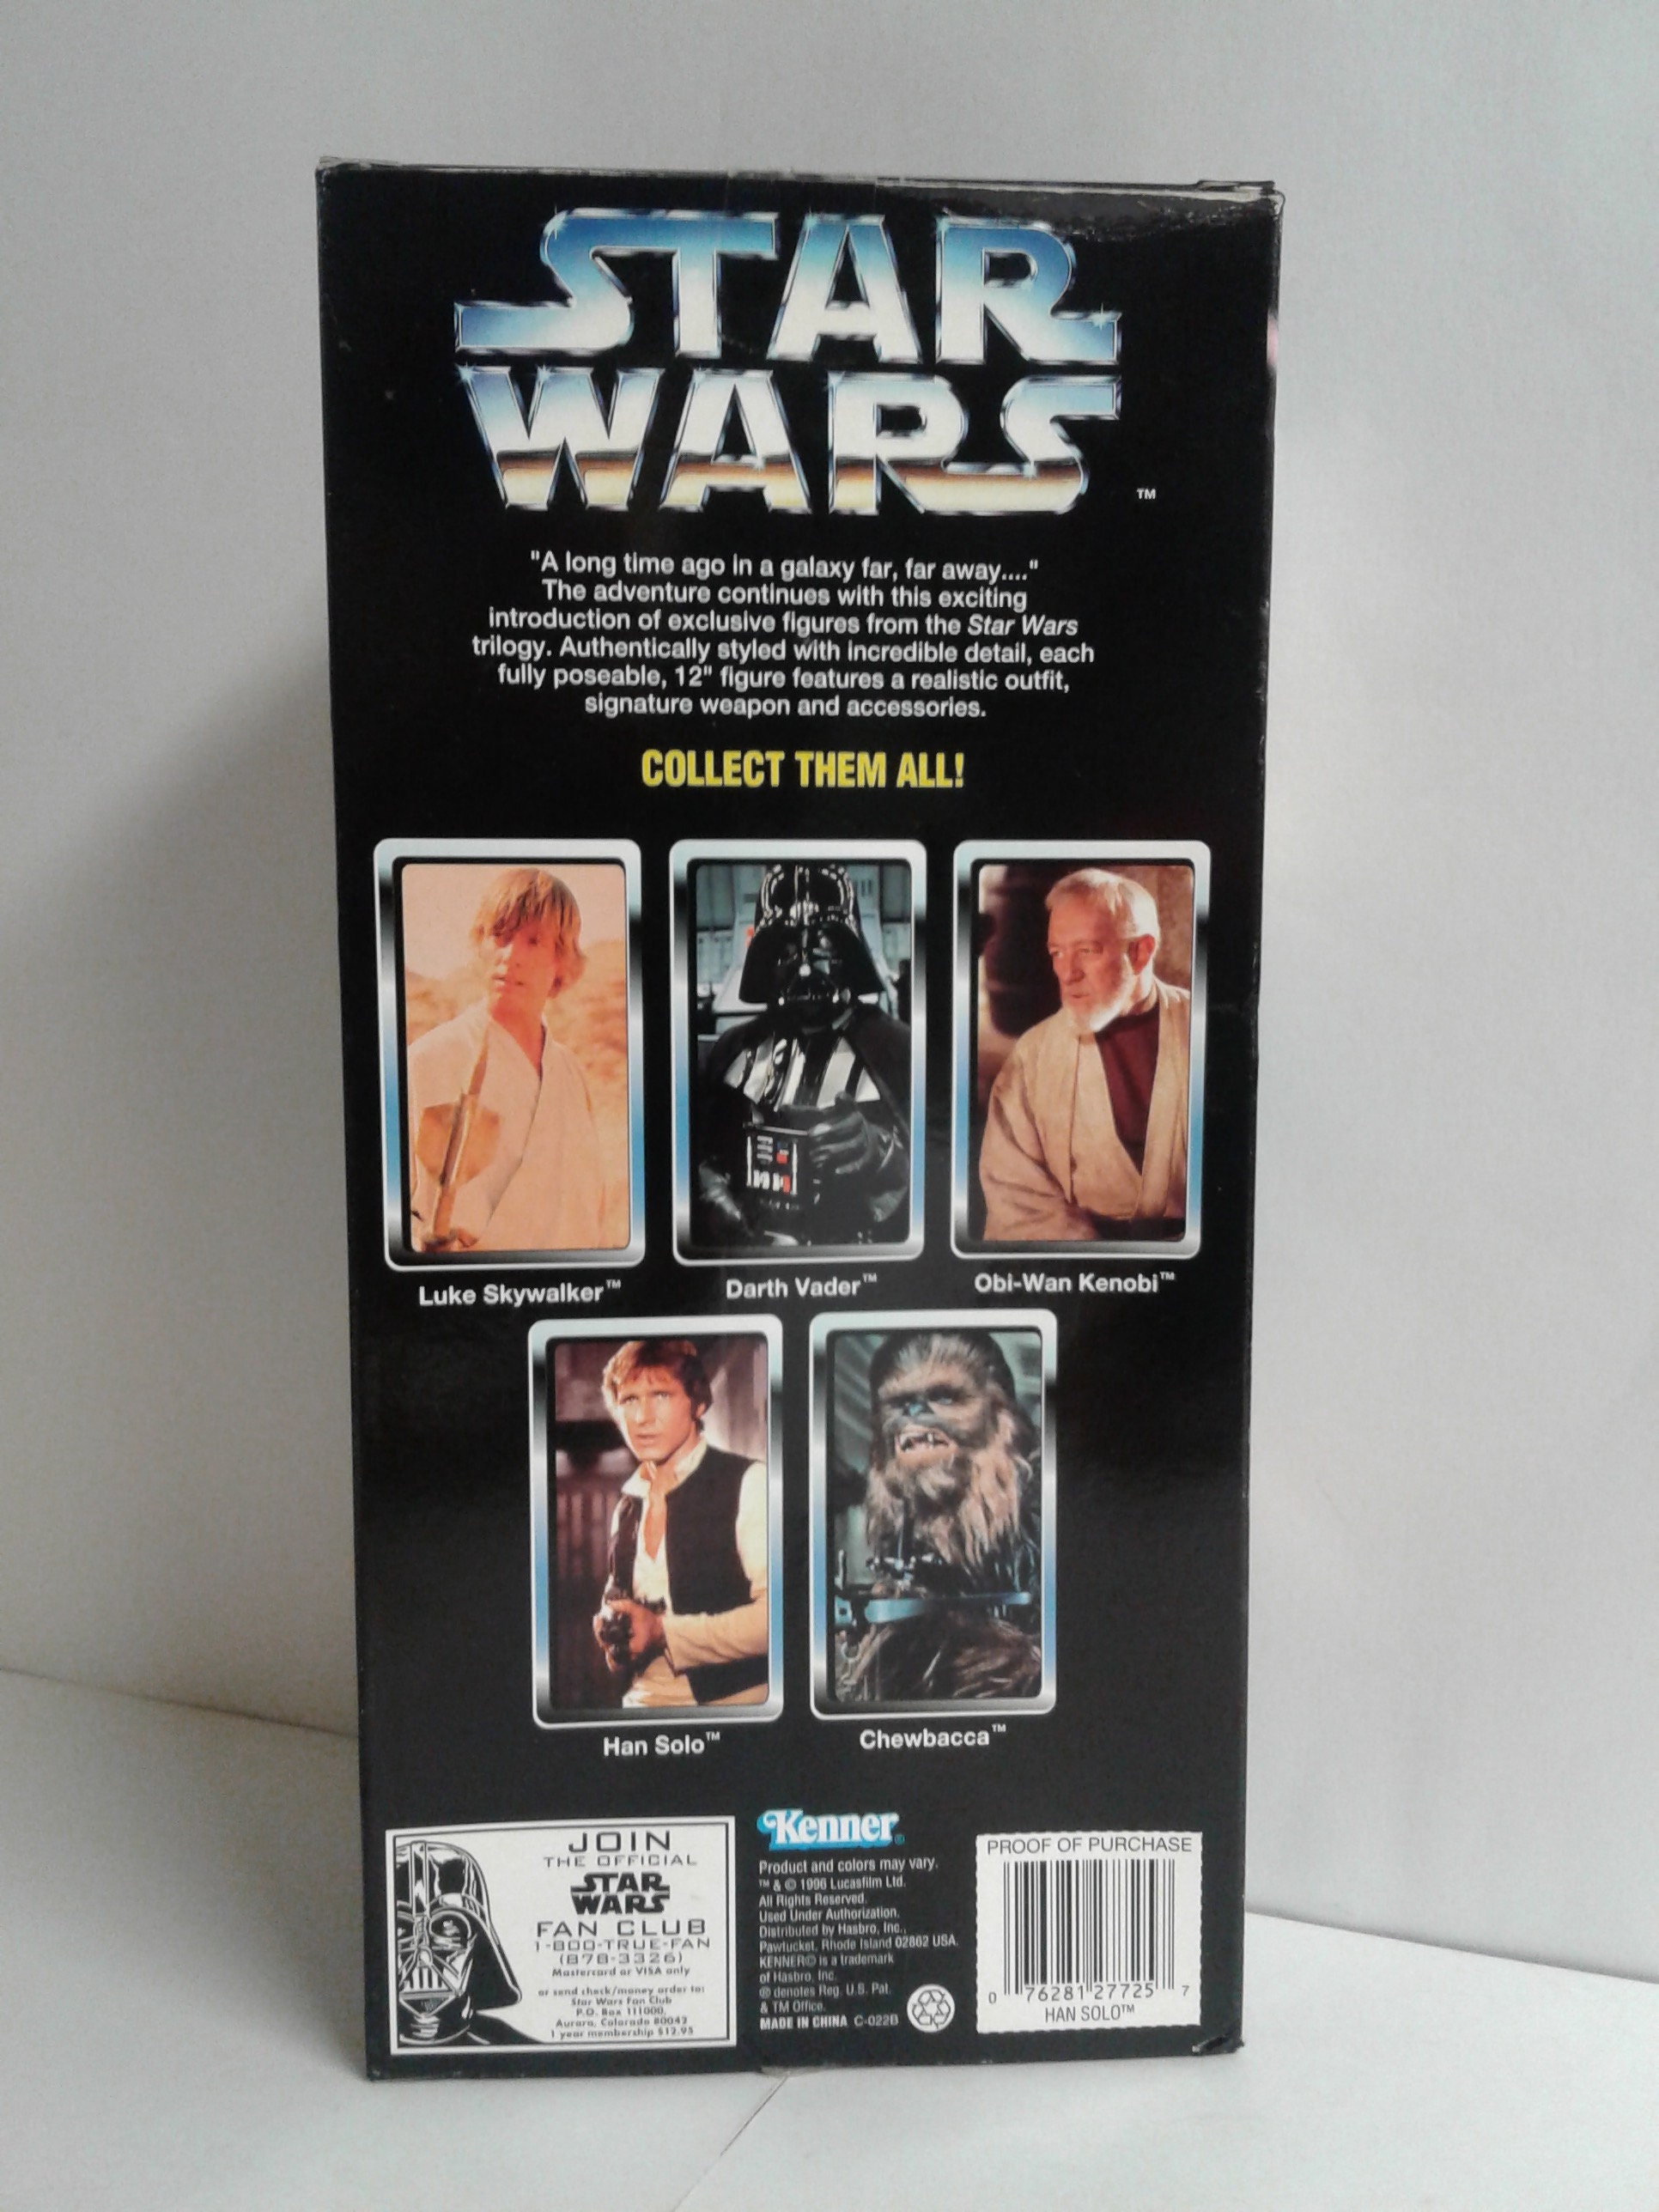 STAR
WARS
TM
"A long time ago in a galaxy far, far away...."
The adventure continues with this exciting
introduction of exclusive figures from the Star Wars
trilogy. Authentically styled with incredible detail, each
fully poseable, 12" figure features a realistic outfit,
signature weapon and accessories.
COLLECT THEM ALL!
Luke Skywalker™
Darth Vader™
Obi-Wan Kenobi™
Han Solo™
Chewbacca™
JOIN
THE OFFICIAL
STAR
WARS
FAN CLUB
1-800-TRUE-FAN
(878-3326)
Mastercard or VISA only
or send check/money order to:
Star Wars Fan Club
P.O. Box 111000,
Aurora, Colorado 80042
1 year membership $12.95
Kenner®
Product and colors may vary.
™ & © 1996 Lucasfilm Ltd.
All Rights Reserved.
Used Under Authorization.
Distributed by Hasbro, Inc.,
Pawtucket, Rhode Island 02862 USA.
KENNER® is a trademark
of Hasbro, Inc.
® denotes Reg. U.S. Pat.
& TM Office.
MADE IN CHINA C-022B
PROOF OF PURCHASE
0 76281 27725 7
HAN SOLO™